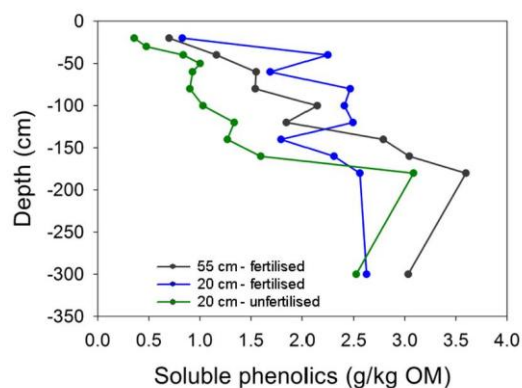 0
-50
-100
-150
-200
-250
-300
-350
Depth (cm)
55 cm - fertilised
20 cm - fertilised
20 cm - unfertilised
0.0 0.5 1.0 1.5 2.0 2.5 3.0 3.5 4.0
Soluble phenolics (g/kg OM)